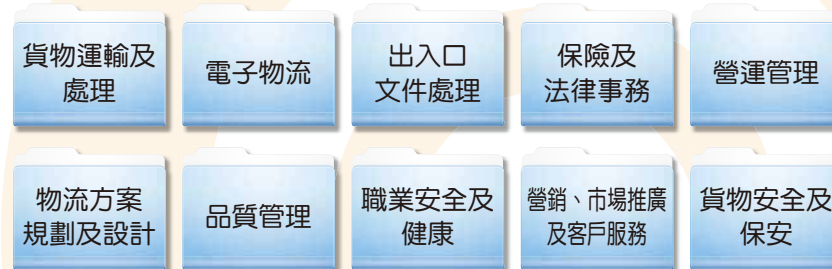 貨物運輸及
處理
電子物流
出入口
文件處理
保險及
法律事務
營運管理
物流方案
規劃及設計
品質管理
職業安全及
健康
營銷、市場推廣
及客戶服務
貨物安全及
保安